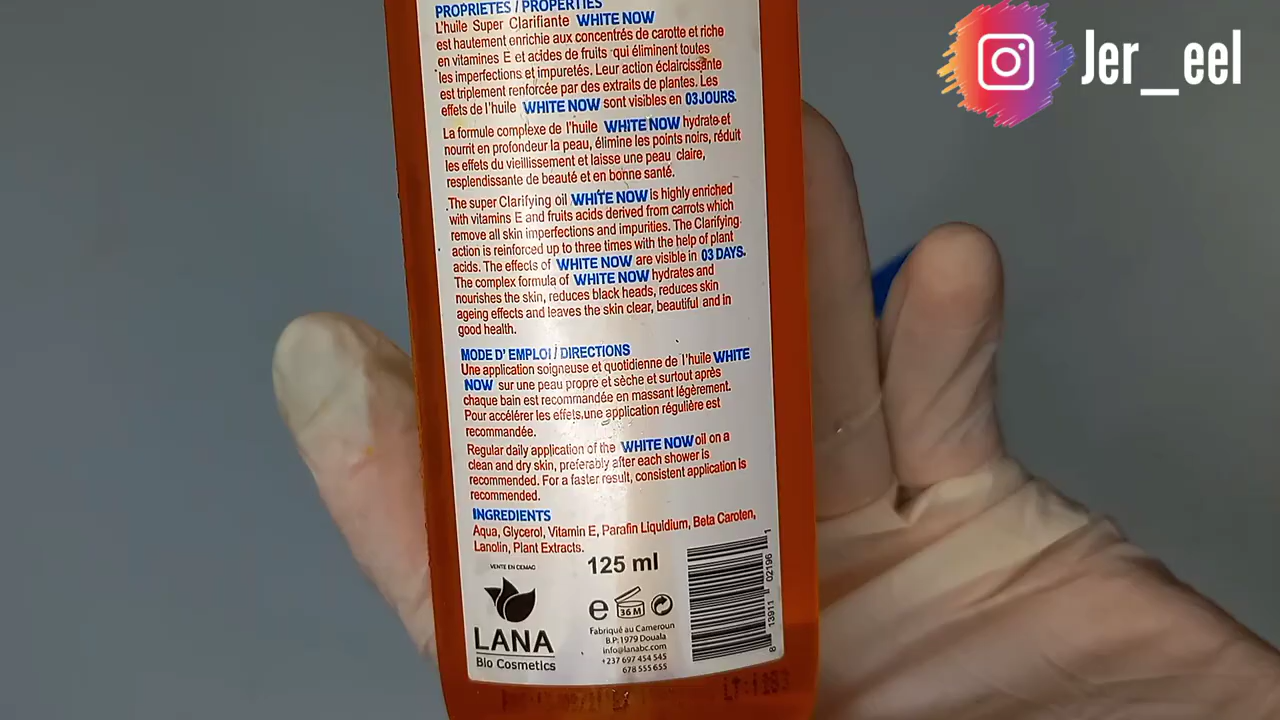 PROPRIETES / PROPERTIES
L'huile Super Clarifiante WHITE NOW
est hautement enrichie aux concentrés de carotte et riche
en vitamines E et acides de fruits qui éliminent toutes
les imperfections et impuretés. Leur action éclaircissante
est triplement renforcée par des extraits de plantes. Les
effets de l'huile WHITE NOW sont visibles en 03 JOURS.
La formule complexe de l'huile WHITE NOW hydrate et
nourrit en profondeur la peau, élimine les points noirs, réduit
les effets du vieillissement et laisse une peau claire,
resplendissante de beauté et en bonne santé.
The super Clarifying oil WHITE NOW is highly enriched
with vitamins E and fruits acids derived from carrots which
remove all skin imperfections and impurities. The Clarifying
action is reinforced up to three times with the help of plant
acids. The effects of WHITE NOW are visible in 03 DAYS.
The complex formula of WHITE NOW hydrates and
nourishes the skin, reduces black heads, reduces skin
ageing effects and leaves the skin clear, beautiful and in
good health.
MODE D' EMPLOI / DIRECTIONS
Une application soigneuse et quotidienne de l'huile WHITE
NOW sur une peau propre et sèche et surtout après
chaque bain est recommandée en massant légèrement.
Pour accélérer les effets,une application régulière est
recommandée.
Regular daily application of the WHITE NOW oil on a
clean and dry skin, preferably after each shower is
recommended. For a faster result, consistent application is
recommended.
INGREDIENTS
Aqua, Glycerol, Vitamin E, Parafin Liquidium, Beta Caroten,
Lanolin, Plant Extracts.
VENTE EN CEMAC
125 ml
LANA
Bio Cosmetics
e 36 M
Fabriqué au Cameroun
B.P: 1979 Douala
info@lanabc.com
+237 697 454 545
678 555 655
8 13911 02196 1
Jer__eel